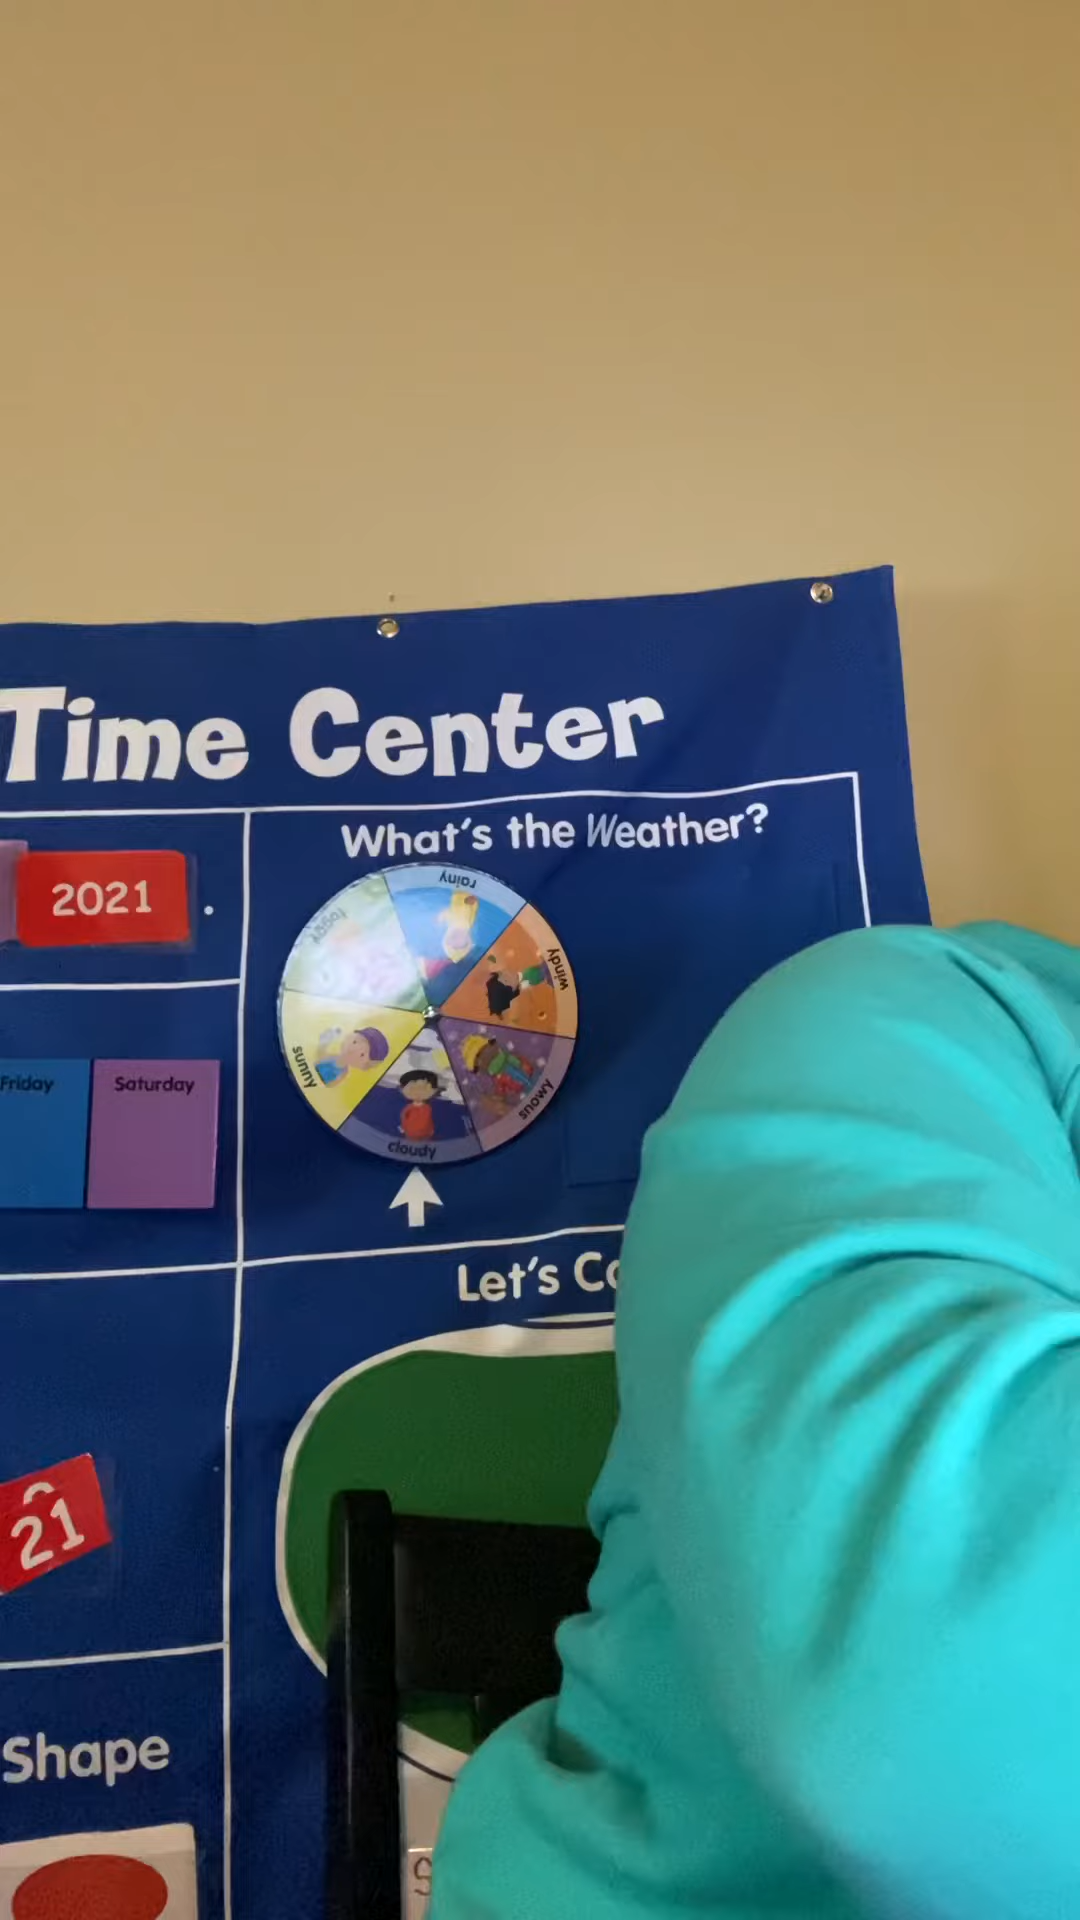 Time Center
What's the Weather?
2021 .
rainy
foggy
windy
sunny
snowy
cloudy
Friday
Saturday
Let's
21
Shape